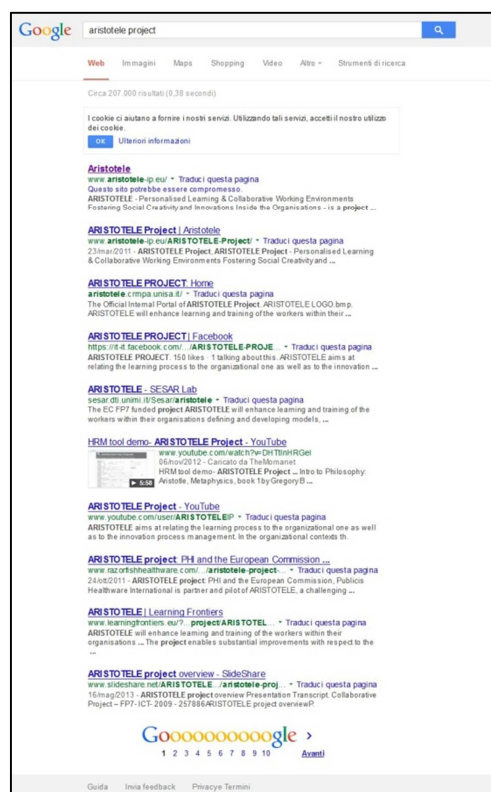 Google aristotele project
Web Immagini Maps Shopping Video Altro Strumenti di ricerca
Circa 207.000 risultati (0,38 secondi)
I cookie ci aiutano a fornire i nostri servizi. Utilizzando tali servizi, accetti il nostro utilizzo
dei cookie.
OK Ulteriori informazioni
Aristotele
www.aristotele-ip.eu/ Traduci questa pagina
Questo sito potrebbe essere compromesso.
ARISTOTELE - Personalised Learning & Collaborative Working Environments
Fostering Social Creativity and Innovations Inside the Organisations - is a project ...
ARISTOTELE Project | Aristotele
www.aristotele-ip.eu/ARISTOTELE-Project/ Traduci questa pagina
23/mar/2011 - ARISTOTELE Project, ARISTOTELE Project - Personalised Learning
& Collaborative Working Environments Fostering Social Creativity and ...
ARISTOTELE PROJECT: Home
aristotele.crmpa.unisa.it/ Traduci questa pagina
The Official Internal Portal of ARISTOTELE Project. ARISTOTELE LOGO.bmp.
ARISTOTELE will enhance learning and training of the workers within their ...
ARISTOTELE PROJECT | Facebook
https://it-it.facebook.com/.../ARISTOTELE-PROJE... Traduci questa pagina
ARISTOTELE PROJECT. 150 likes · 1 talking about this. ARISTOTELE aims at
relating the learning process to the organizational one as well as to the innovation ...
ARISTOTELE - SESAR Lab
sesar.dti.unimi.it/Sesar/aristotele Traduci questa pagina
The EC FP7 funded project ARISTOTELE will enhance learning and training of the
workers within their organisations defining and developing models, ...
HRM tool demo- ARISTOTELE Project - YouTube
www.youtube.com/watch?v=DHTtInHRGeI
06/nov/2012 - Caricato da TheMomanet
HRM tool demo- ARISTOTELE Project ... Intro to Philosophy:
5:58 Aristotle, Metaphysics, book 1 by Gregory B ...
ARISTOTELE Project - YouTube
www.youtube.com/user/ARISTOTELEIP Traduci questa pagina
ARISTOTELE aims at relating the learning process to the organizational one as well
as to the innovation process management. In the organizational contexts th.
ARISTOTELE project: PHI and the European Commission ...
www.razorfishhealthware.com/.../aristotele-project-... Traduci questa pagina
24/ott/2011 - ARISTOTELE project: PHI and the European Commission, Publicis
Healthware International is partner and pilot of ARISTOTELE, a challenging ...
ARISTOTELE | Learning Frontiers
www.learningfrontiers.eu/?...project/ARISTOTEL... Traduci questa pagina
ARISTOTELE will enhance learning and training of the workers within their
organisations ... The project enables substantial improvements with respect to the
...
ARISTOTELE project overview - SlideShare
www.slideshare.net/ARISTOTELE.../aristotele-proj... Traduci questa pagina
16/mag/2013 - ARISTOTELE project overview Presentation Transcript. Collaborative
Project – FP7- ICT- 2009 - 257886ARISTOTELE project overviewP.
Goooooooooogle >
1 2 3 4 5 6 7 8 9 10 Avanti
Guida Invia feedback Privacy e Termini